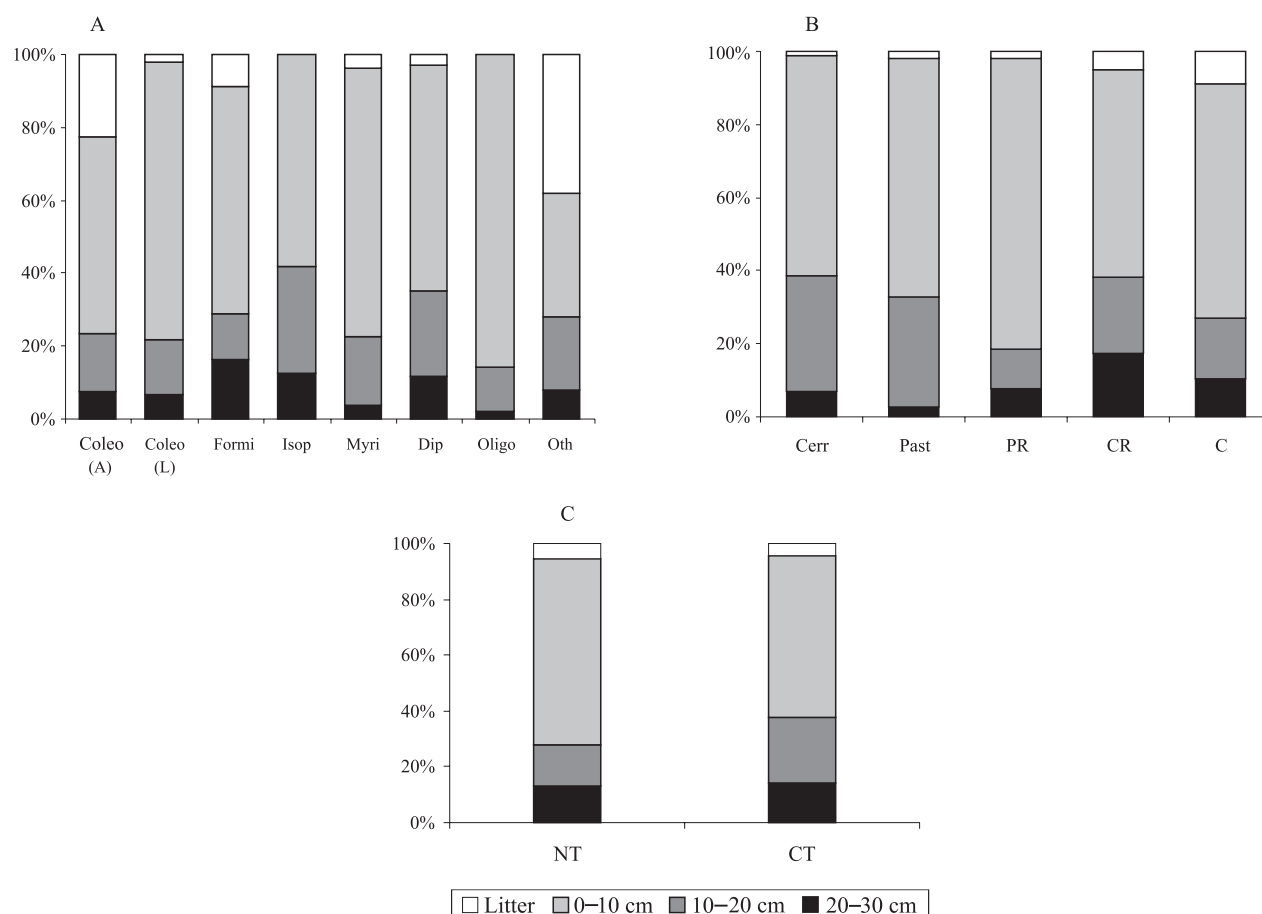 A
100%
80%
60%
40%
20%
0%
Coleo (A)
Coleo (L)
Formi
Isop
Myri
Dip
Oligo
Oth
B
100%
80%
60%
40%
20%
0%
Cerr
Past
PR
CR
C
C
100%
80%
60%
40%
20%
0%
NT
CT
Litter 0–10 cm 10–20 cm 20–30 cm